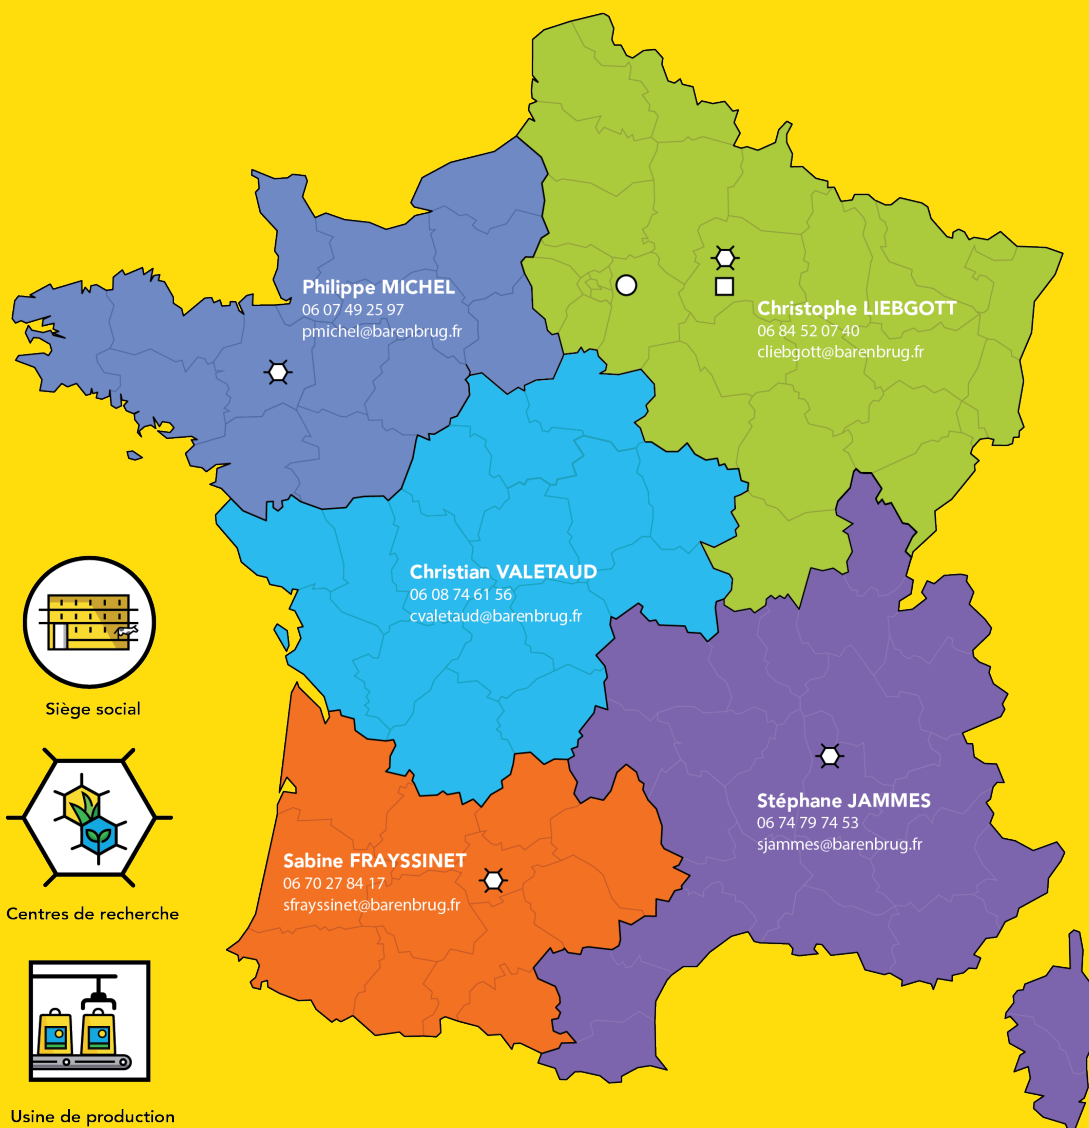 Philippe MICHEL
06 07 49 25 97
pmichel@barenbrug.fr
Christophe LIEBGOTT
06 84 52 07 40
cliebgott@barenbrug.fr
Christian VALETAUD
06 08 74 61 56
cvaletaud@barenbrug.fr
Siège social
Stéphane JAMMES
06 74 79 74 53
sjammes@barenbrug.fr
Sabine FRAYSSINET
06 70 27 84 17
sfrayssinet@barenbrug.fr
Centres de recherche
Usine de production